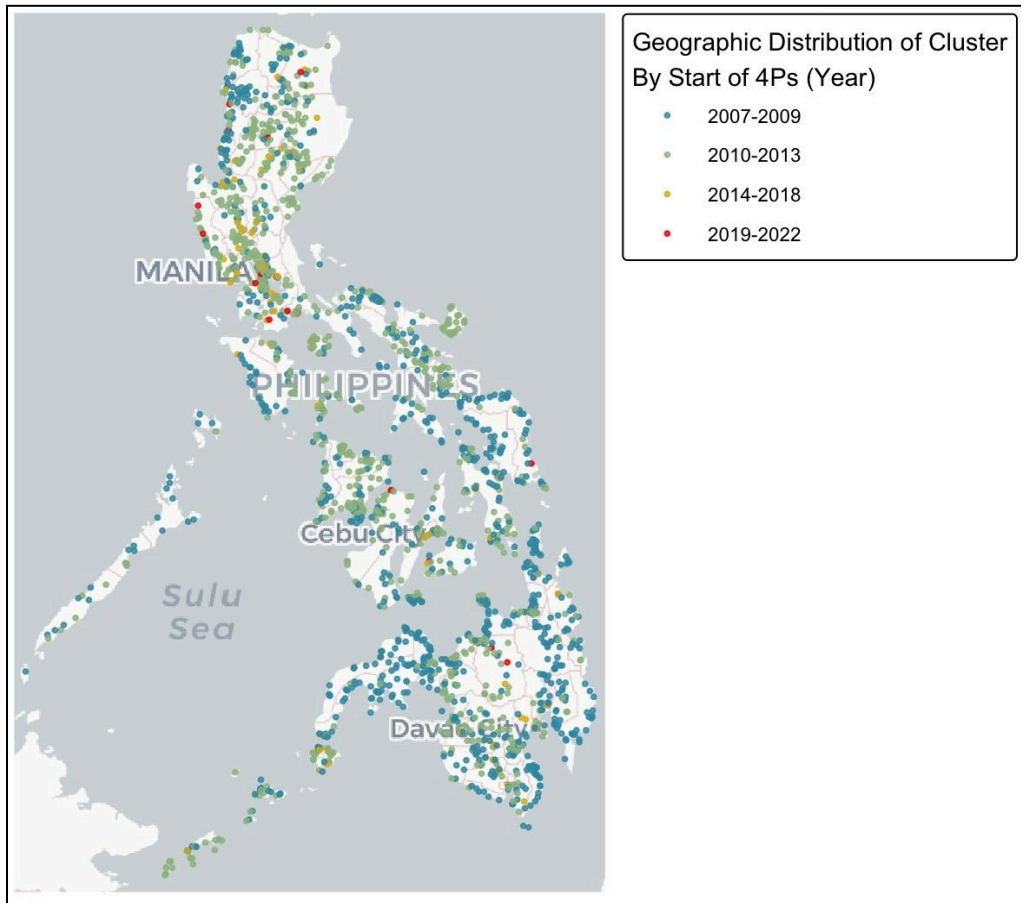 Geographic Distribution of Cluster
By Start of 4Ps (Year)
2007-2009
2010-2013
2014-2018
2019-2022
MANILA
PHILIPPINES
Cebu City
Sulu
Sea
Davao City